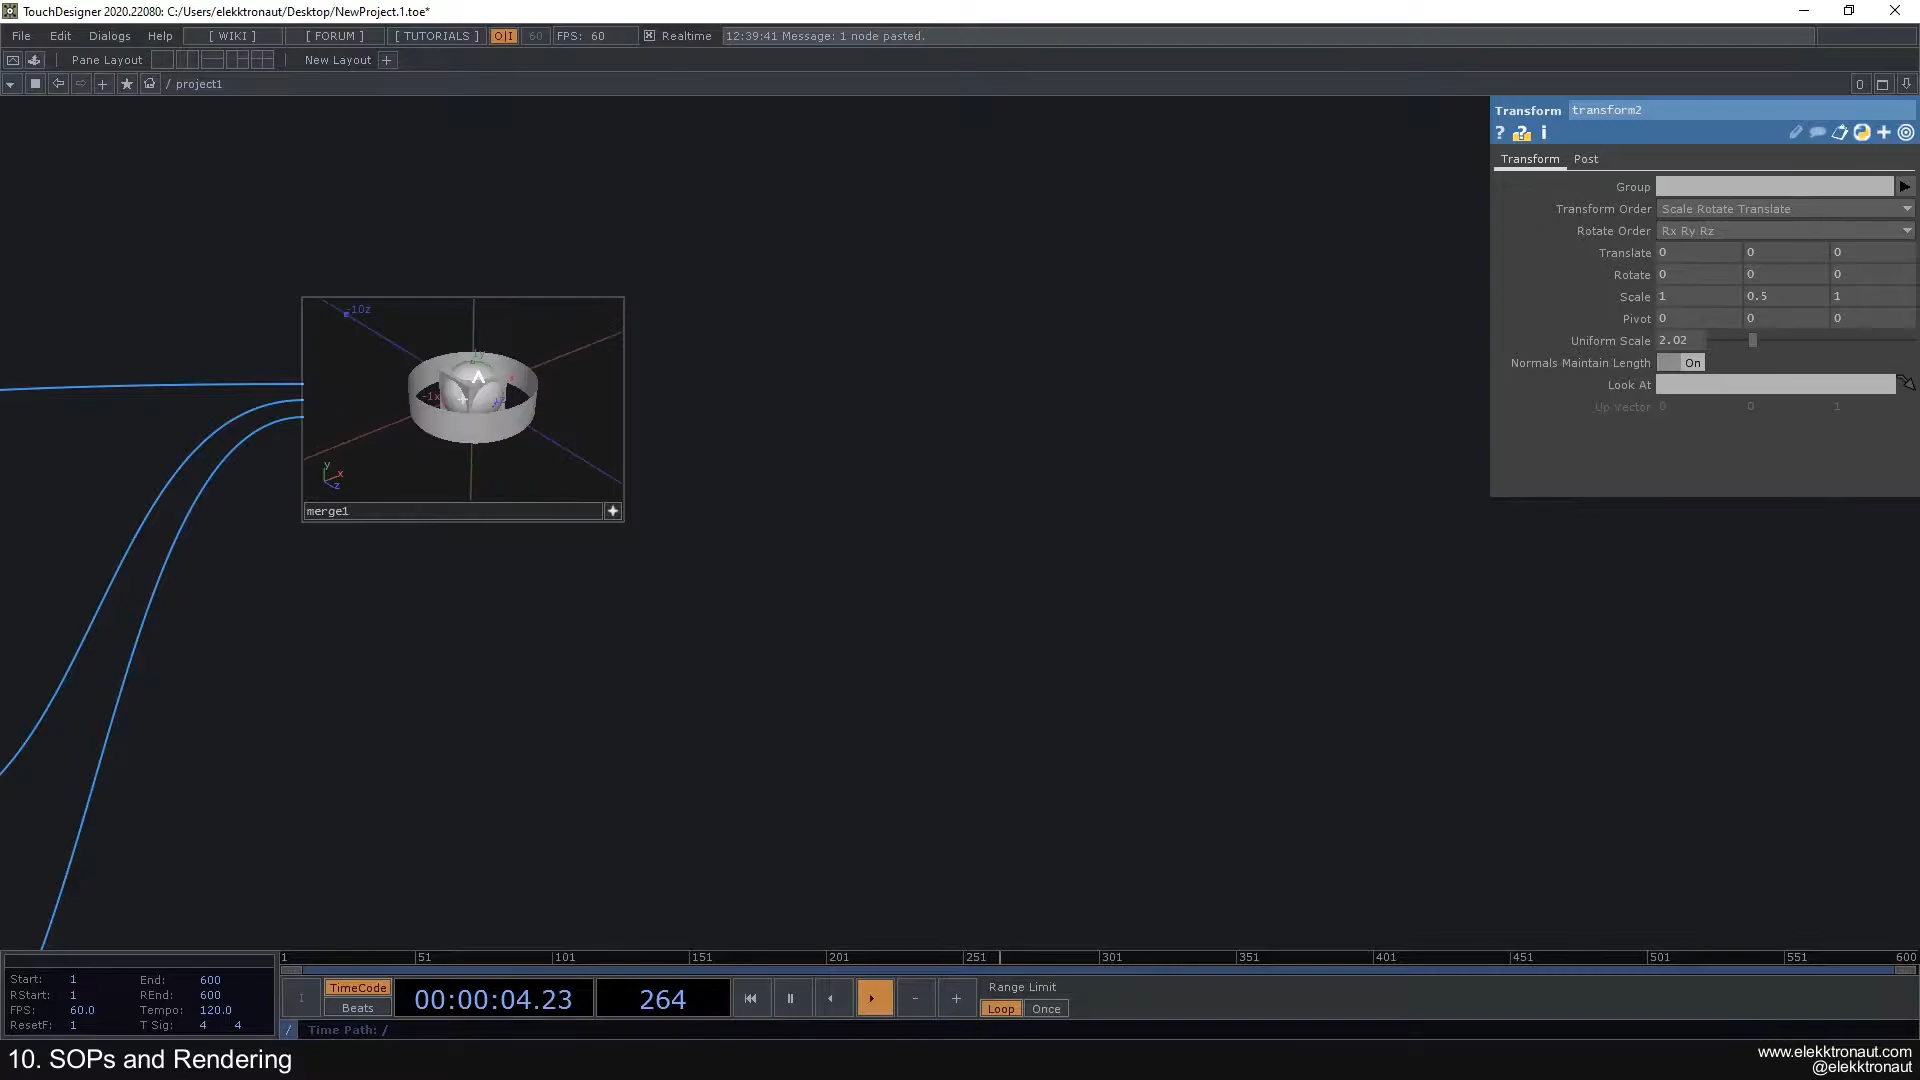 TouchDesigner 2020.22080: C:/Users/elekktronaut/Desktop/NewProject.1.toe*
File Edit Dialogs Help [ WIKI ] [ FORUM ] [ TUTORIALS ] O|I 60 FPS: 60 Realtime 12:39:41 Message: 1 node pasted.
Pane Layout New Layout +
/ project1 0
Transform transform2
? ? i
Transform Post
Group
Transform Order Scale Rotate Translate
Rotate Order Rx Ry Rz
Translate 0 0 0
Rotate 0 0 0
Scale 1 0.5 1
Pivot 0 0 0
Uniform Scale 2.02
Normals Maintain Length On
Look At
Up Vector 0 0 1
-10z
-1x
y
x
z
merge1
1 51 101 151 201 251 301 351 401 451 501 551 600
Start: 1 End: 600
RStart: 1 REnd: 600
FPS: 60.0 Tempo: 120.0
ResetF: 1 T Sig: 4 4
I TimeCode Beats 00:00:04.23 264 - +
Range Limit
Loop Once
/ Time Path: /
10. SOPs and Rendering
www.elekktronaut.com
@elekktronaut